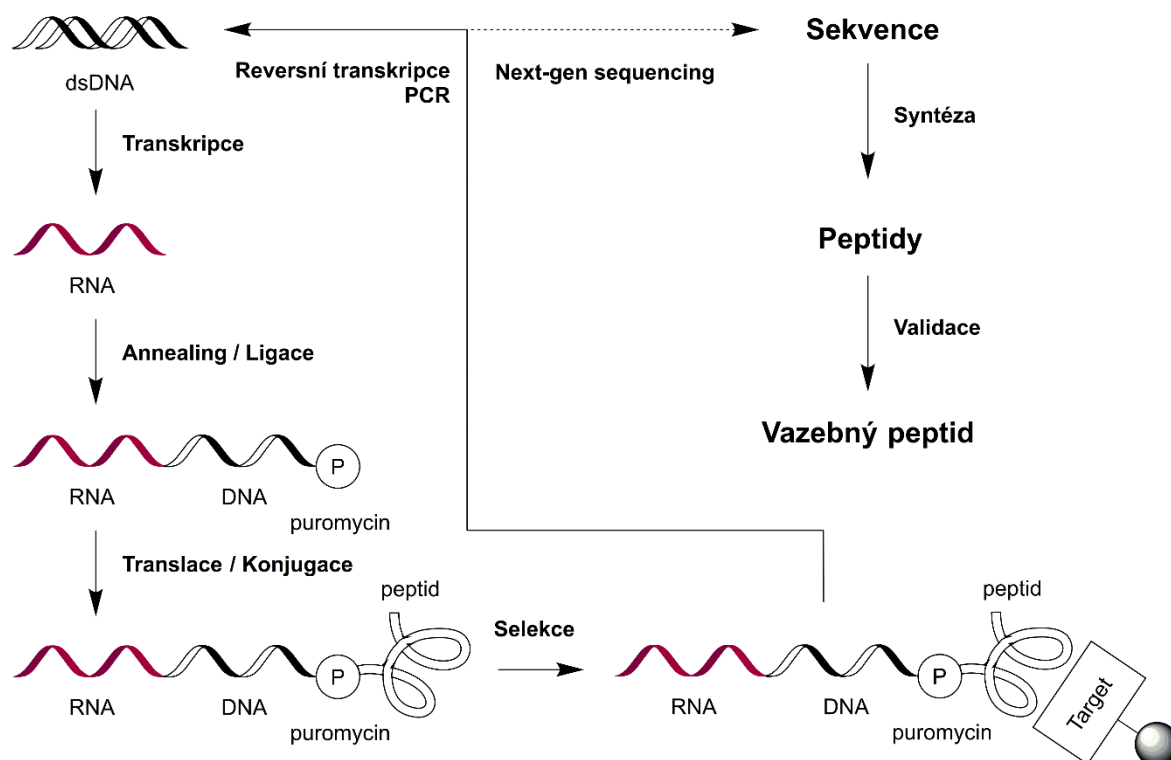 dsDNA
Reversní transkripce
PCR
Next-gen sequencing
Sekvence
Transkripce
Syntéza
RNA
Peptidy
Annealing / Ligace
Validace
P
RNA
DNA
puromycin
Vazebný peptid
Translace / Konjugace
peptid
P
RNA
DNA
puromycin
Selekce
peptid
P
RNA
DNA
puromycin
Target